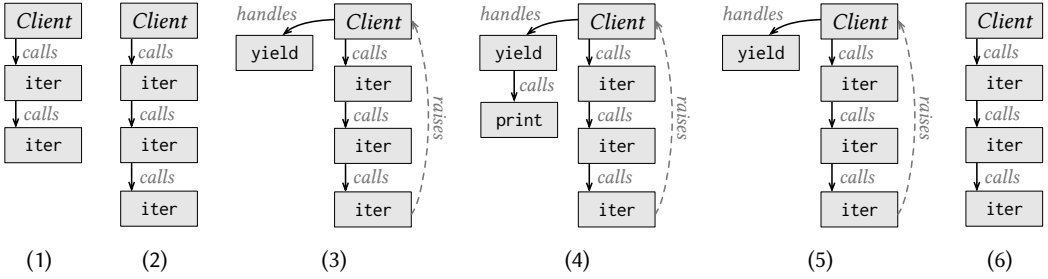 Client
calls
iter
calls
iter
(1)
Client
calls
iter
calls
iter
calls
iter
(2)
handles
Client
yield
calls
iter
calls
iter
calls
iter
raises
(3)
handles
Client
yield
calls
calls
print
iter
calls
iter
calls
iter
raises
(4)
handles
Client
yield
calls
iter
calls
iter
calls
iter
raises
(5)
Client
calls
iter
calls
iter
calls
iter
(6)